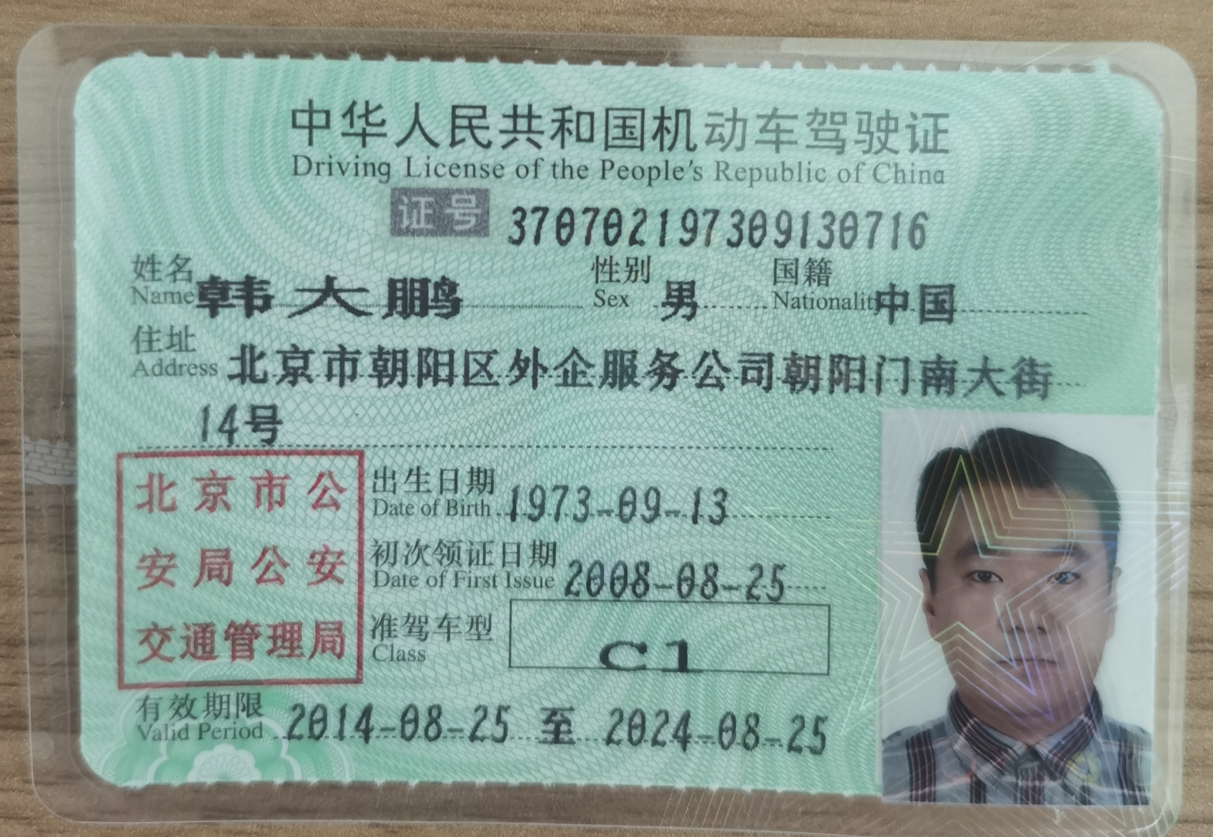 中华人民共和国机动车驾驶证
Driving License of the People's Republic of China
证号 370702197309130716
姓名 Name 韩大鹏 性别 Sex 男 国籍 Nationality 中国
住址 Address 北京市朝阳区外企服务公司朝阳门南大街
14号
北京市公
安局公安
交通管理局
出生日期 Date of Birth 1973-09-13
初次领证日期 Date of First Issue 2008-08-25
准驾车型 Class C1
有效期限 Valid Period 2014-08-25 至 2024-08-25